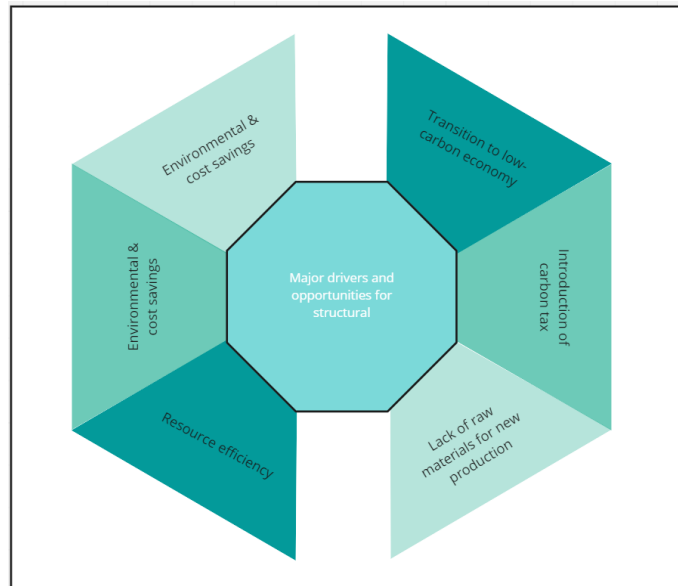 Environmental &
cost savings
Transition to low-
carbon economy
Environmental &
cost savings
Major drivers and
opportunities for
structural
Introduction of
carbon tax
Resource efficiency
Lack of raw
materials for new
production